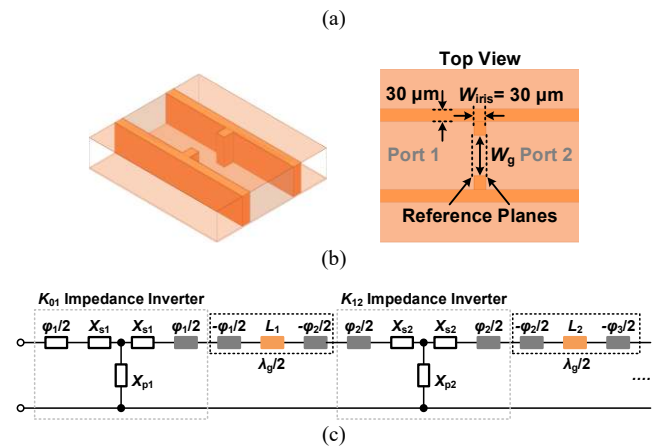 (a)
Top View
30 µm
W_iris = 30 µm
Port 1
W_g
Port 2
Reference Planes
(b)
K_01 Impedance Inverter
K_12 Impedance Inverter
φ_1/2 X_s1 X_s1 φ_1/2 -φ_1/2 L_1 -φ_2/2 φ_2/2 X_s2 X_s2 φ_2/2 -φ_2/2 L_2 -φ_3/2
λ_g/2
λ_g/2
X_p1
X_p2
....
(c)